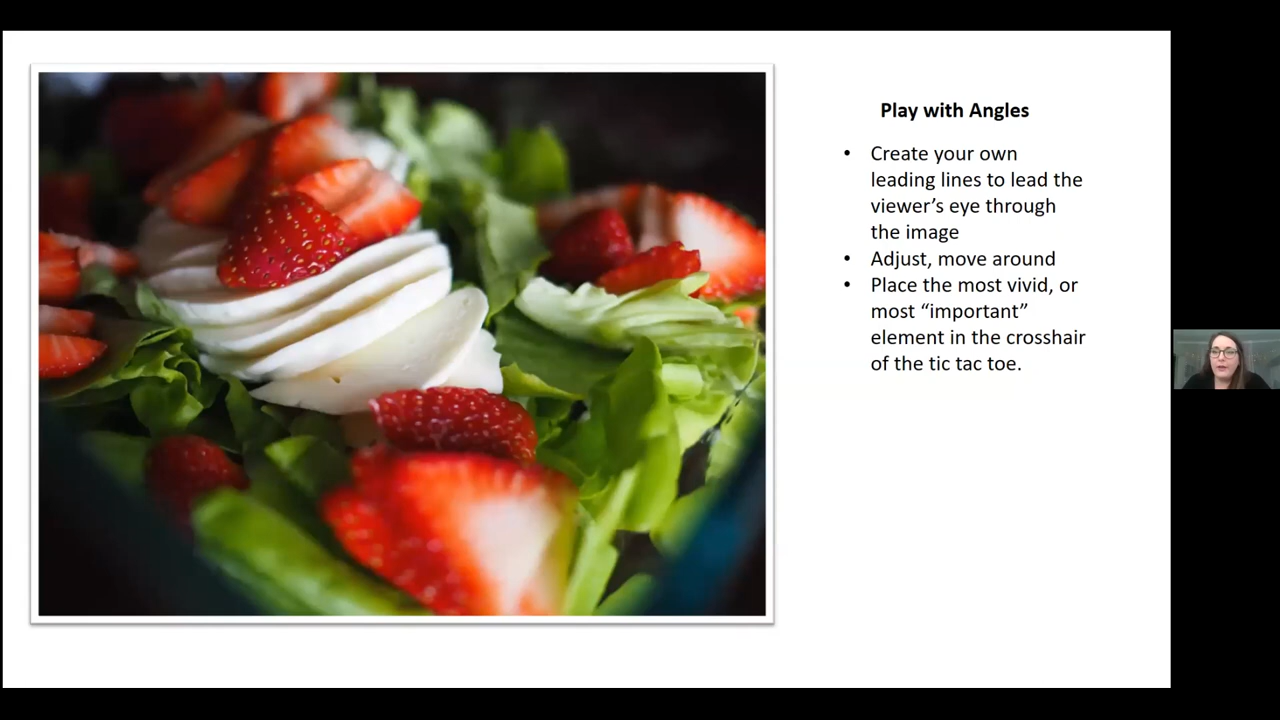 Play with Angles
• Create your own
leading lines to lead the
viewer’s eye through
the image
• Adjust, move around
• Place the most vivid, or
most “important”
element in the crosshair
of the tic tac toe.